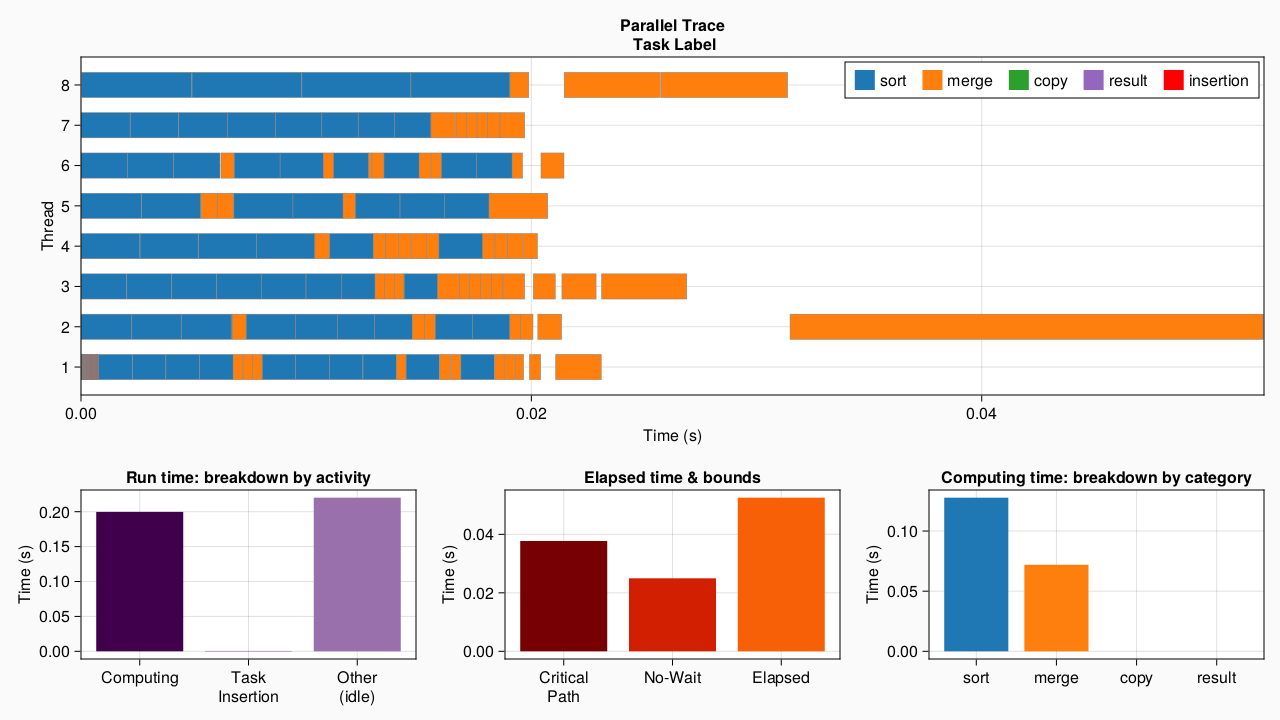 Parallel Trace
Task Label
sort merge copy result insertion
Thread
8
7
6
5
4
3
2
1
0.00 0.02 0.04
Time (s)
Run time: breakdown by activity
Time (s)
0.20
0.15
0.10
0.05
0.00
Computing Task Insertion Other (idle)
Elapsed time & bounds
Time (s)
0.04
0.02
0.00
Critical Path No-Wait Elapsed
Computing time: breakdown by category
Time (s)
0.10
0.05
0.00
sort merge copy result